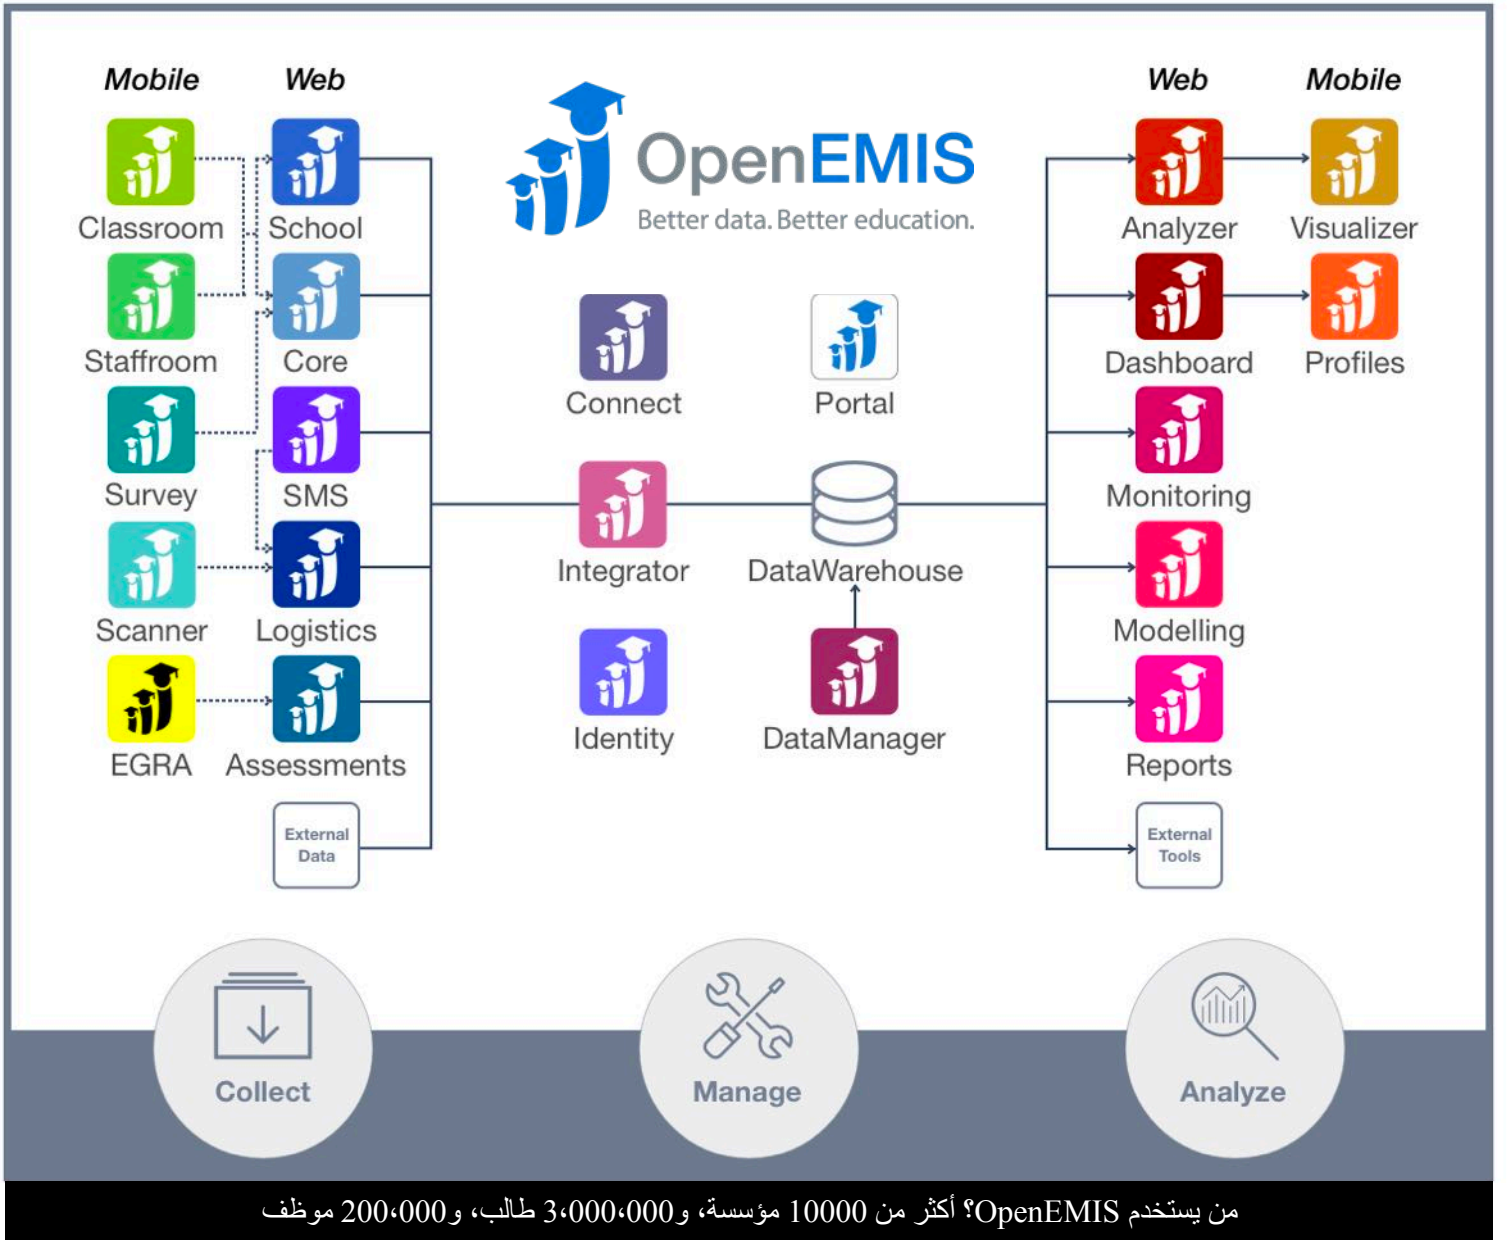 Mobile
Web
Web
Mobile
OpenEMIS
Better data. Better education.
Classroom
School
Analyzer
Visualizer
Staffroom
Core
Connect
Portal
Dashboard
Profiles
Survey
SMS
Monitoring
Integrator
DataWarehouse
Scanner
Logistics
Modelling
Identity
DataManager
EGRA
Assessments
Reports
External
Data
External
Tools
Collect
Manage
Analyze
من يستخدم OpenEMIS؟ أكثر من 10000 مؤسسة، و3،000،000 طالب، و200،000 موظف